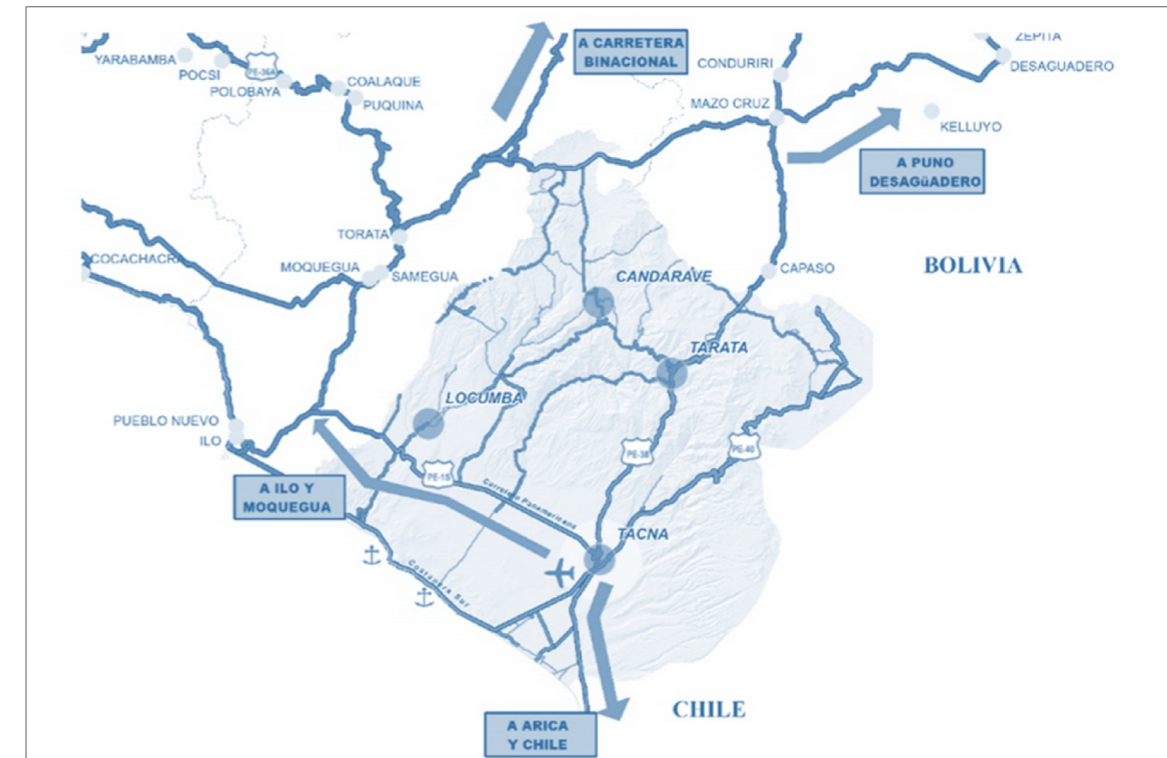 A CARRETERA
BINACIONAL
ZEPITA
YARABAMBA
POCSI
PE-36A
CONDURIRI
DESAGUADERO
POLOBAYA
COALAQUE
PUQUINA
MAZO CRUZ
KELLUYO
A PUNO
DESAGüADERO
TORATA
COCACHACRA
MOQUEGUA
SAMEGUA
CAPASO
BOLIVIA
CANDARAVE
TARATA
LOCUMBA
PUEBLO NUEVO
ILO
PE-38
PE-40
A ILO Y
MOQUEGUA
PE-1S
Carretera Panamericana
TACNA
Costanera Sur
CHILE
A ARICA
Y CHILE